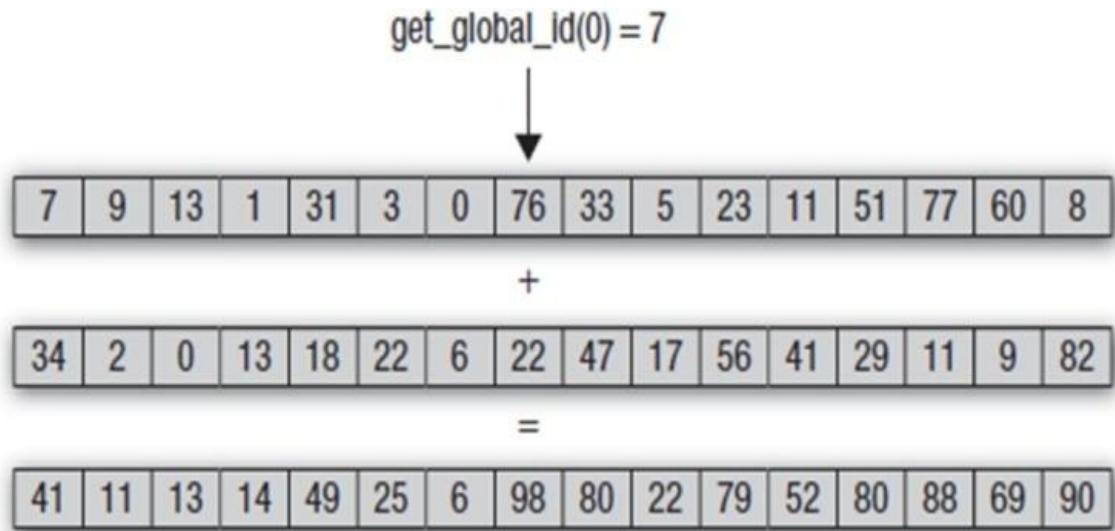 get_global_id(0) = 7
7 9 13 1 31 3 0 76 33 5 23 11 51 77 60 8
+
34 2 0 13 18 22 6 22 47 17 56 41 29 11 9 82
=
41 11 13 14 49 25 6 98 80 22 79 52 80 88 69 90